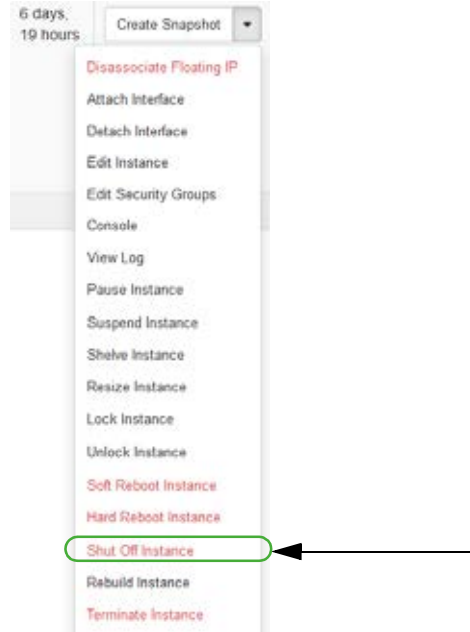 6 days,
19 hours
Create Snapshot
Disassociate Floating IP
Attach Interface
Detach Interface
Edit Instance
Edit Security Groups
Console
View Log
Pause Instance
Suspend Instance
Shelve Instance
Resize Instance
Lock Instance
Unlock Instance
Soft Reboot Instance
Hard Reboot Instance
Shut Off Instance
Rebuild Instance
Terminate Instance